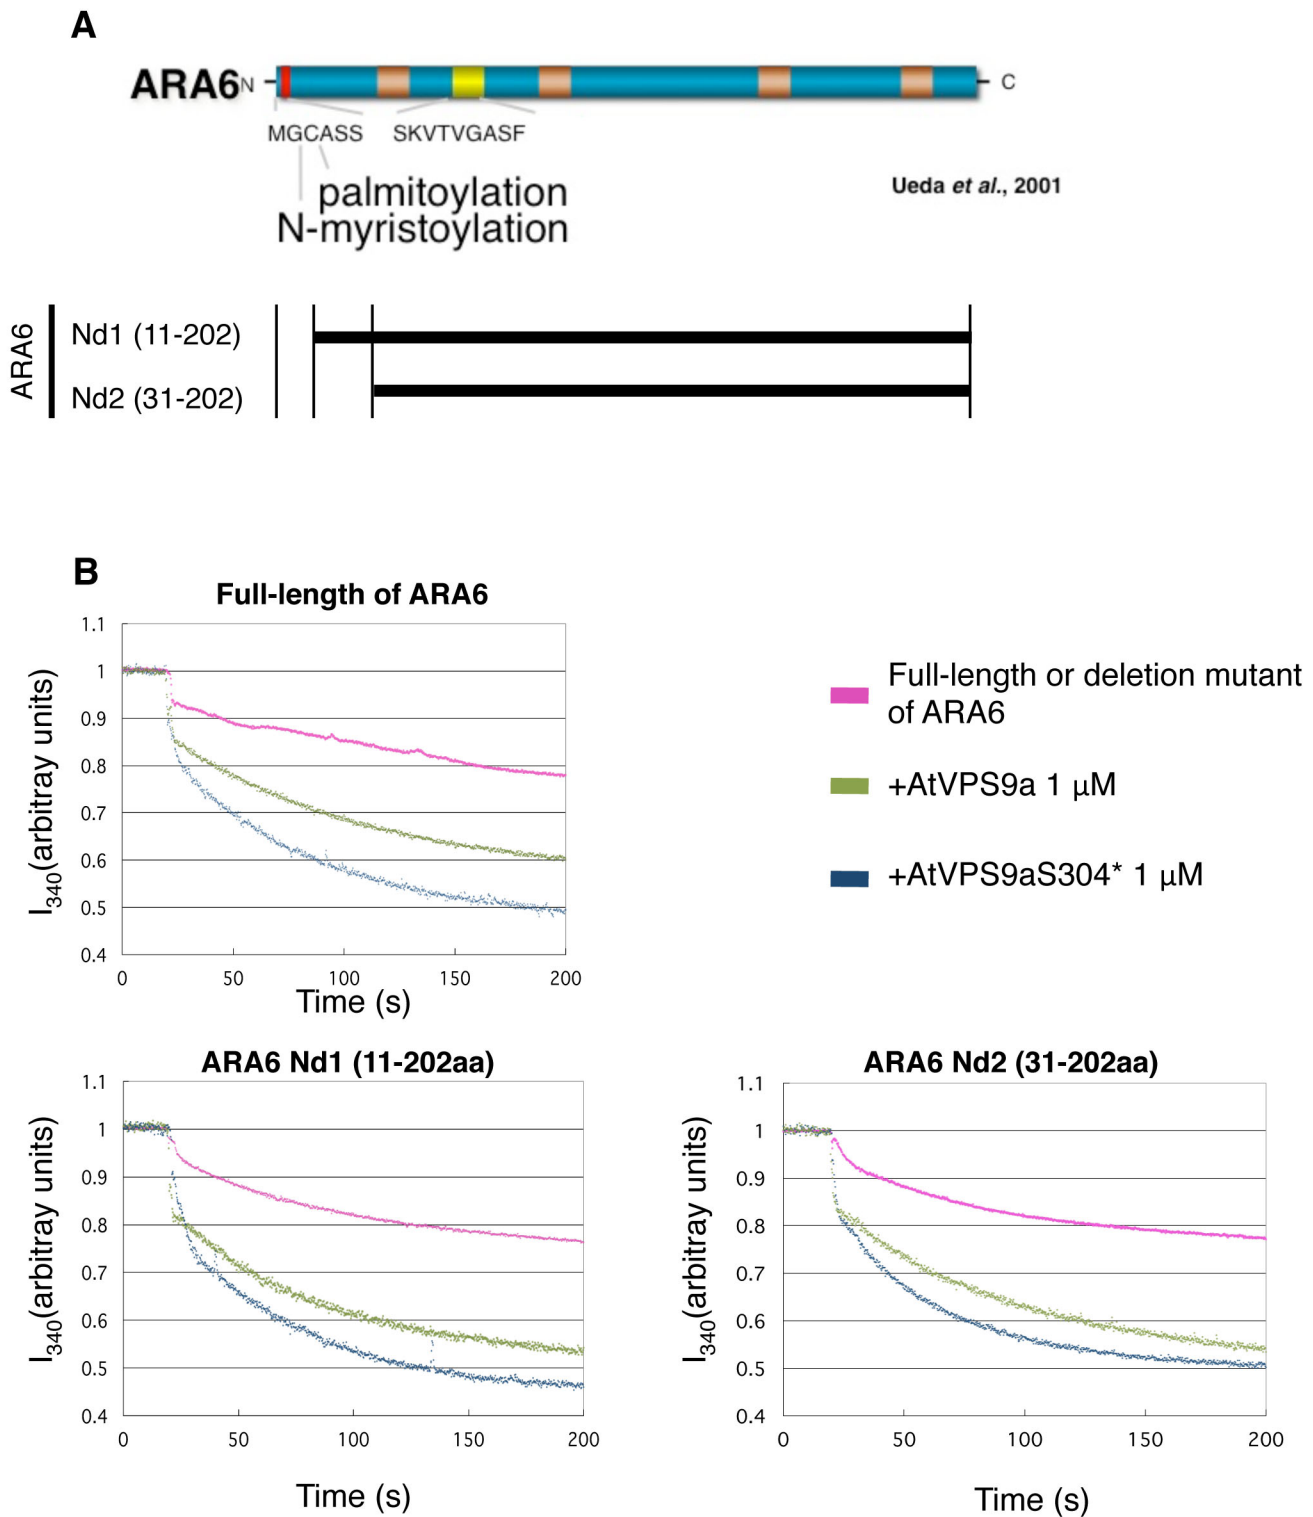 A
ARA6 N C
MGCASS SKVTVGASF
palmitoylation
N-myristoylation
Ueda et al., 2001
ARA6
Nd1 (11-202)
Nd2 (31-202)
B
Full-length of ARA6
I340(arbitray units)
1.1
1
0.9
0.8
0.7
0.6
0.5
0.4
0 50 100 150 200
Time (s)
Full-length or deletion mutant
of ARA6
+AtVPS9a 1 μM
+AtVPS9aS304* 1 μM
ARA6 Nd1 (11-202aa)
I340(arbitray units)
1.1
1
0.9
0.8
0.7
0.6
0.5
0.4
0 50 100 150 200
Time (s)
ARA6 Nd2 (31-202aa)
I340(arbitray units)
1.1
1
0.9
0.8
0.7
0.6
0.5
0.4
0 50 100 150 200
Time (s)